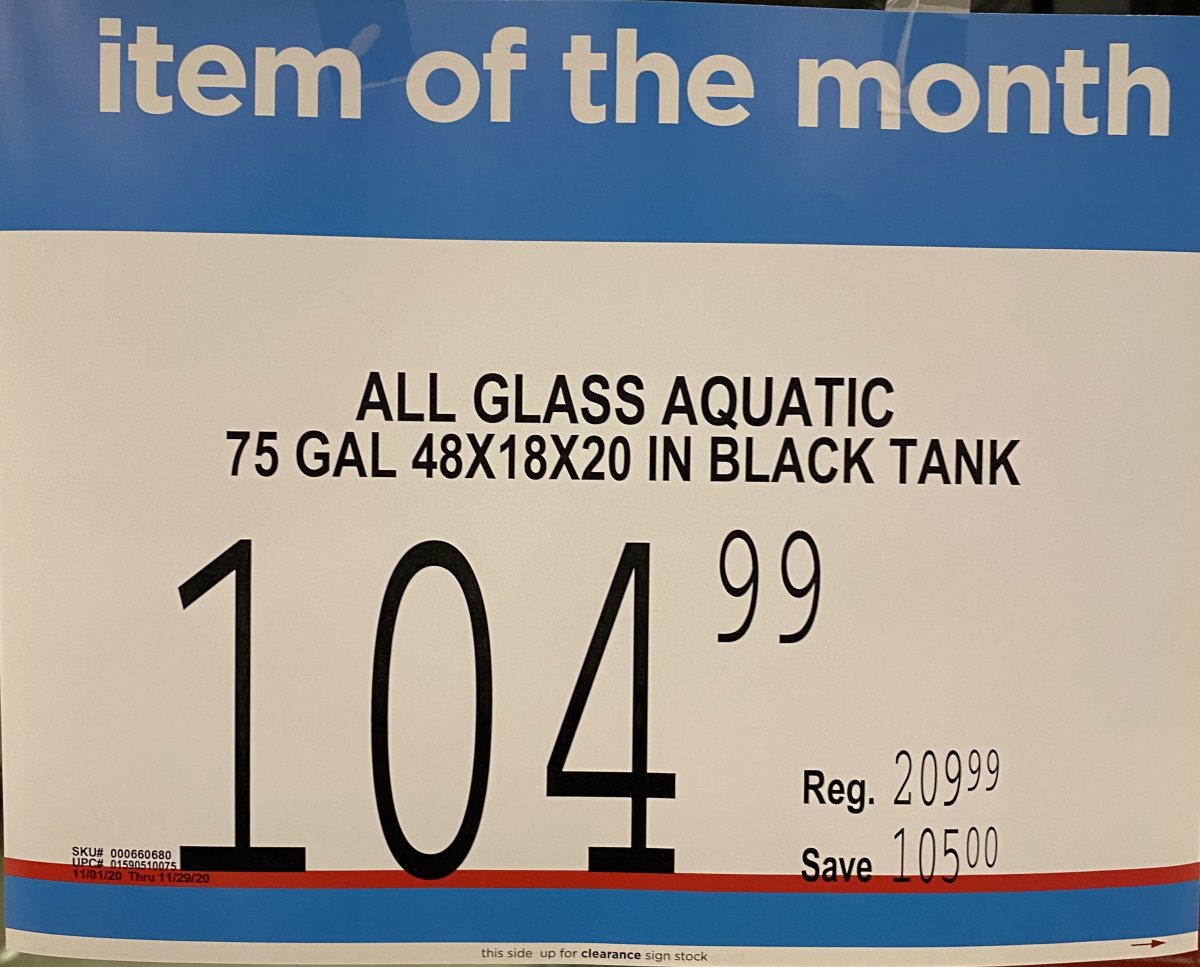 item of the month
ALL GLASS AQUATIC
75 GAL 48X18X20 IN BLACK TANK
104 99
Reg. 209 99
Save 105 00
SKU# 000660680
UPC# 01590510075
11/01/20 Thru 11/29/20
this side up for clearance sign stock